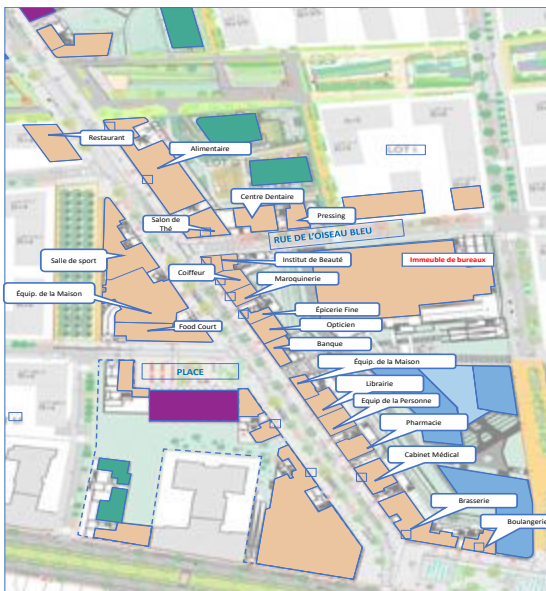 Restaurant
Alimentaire
LOT
Centre Dentaire
Pressing
Salon de
Thé
RUE DE L'OISEAU BLEU
Salle de sport
Institut de Beauté
Immeuble de bureaux
Coiffeur
Maroquinerie
Équip. de la Maison
Épicerie Fine
Opticien
Food Court
Banque
Équip. de la Maison
PLACE
Librairie
Equip de la Personne
Pharmacie
Cabinet Médical
Brasserie
Boulangerie